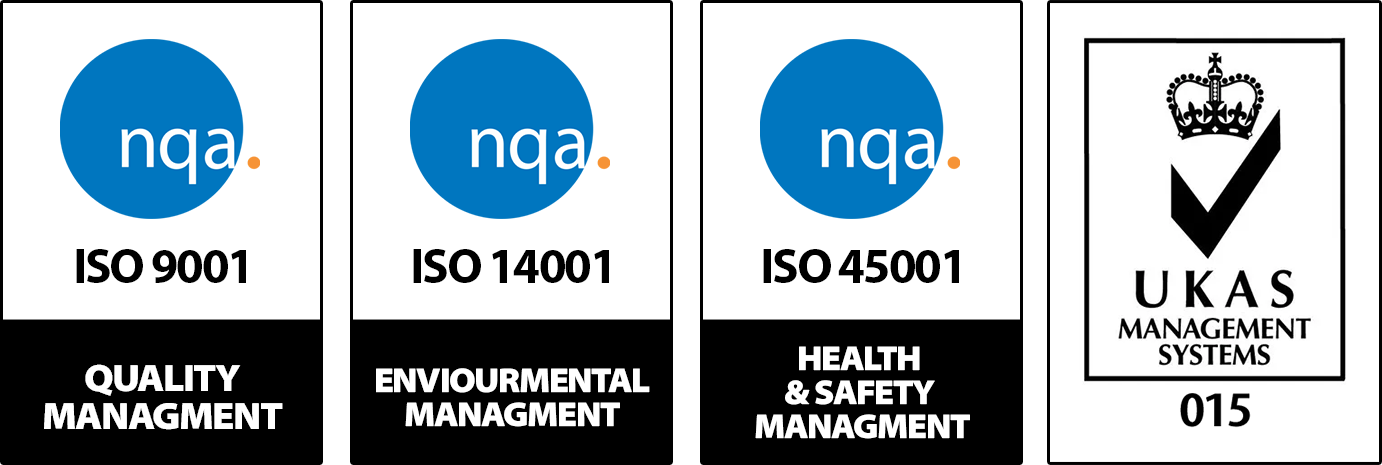 nqa.
ISO 9001
QUALITY
MANAGMENT
nqa.
ISO 14001
ENVIOURMENTAL
MANAGMENT
nqa.
ISO 45001
HEALTH
& SAFETY
MANAGMENT
UKAS
MANAGEMENT
SYSTEMS
015